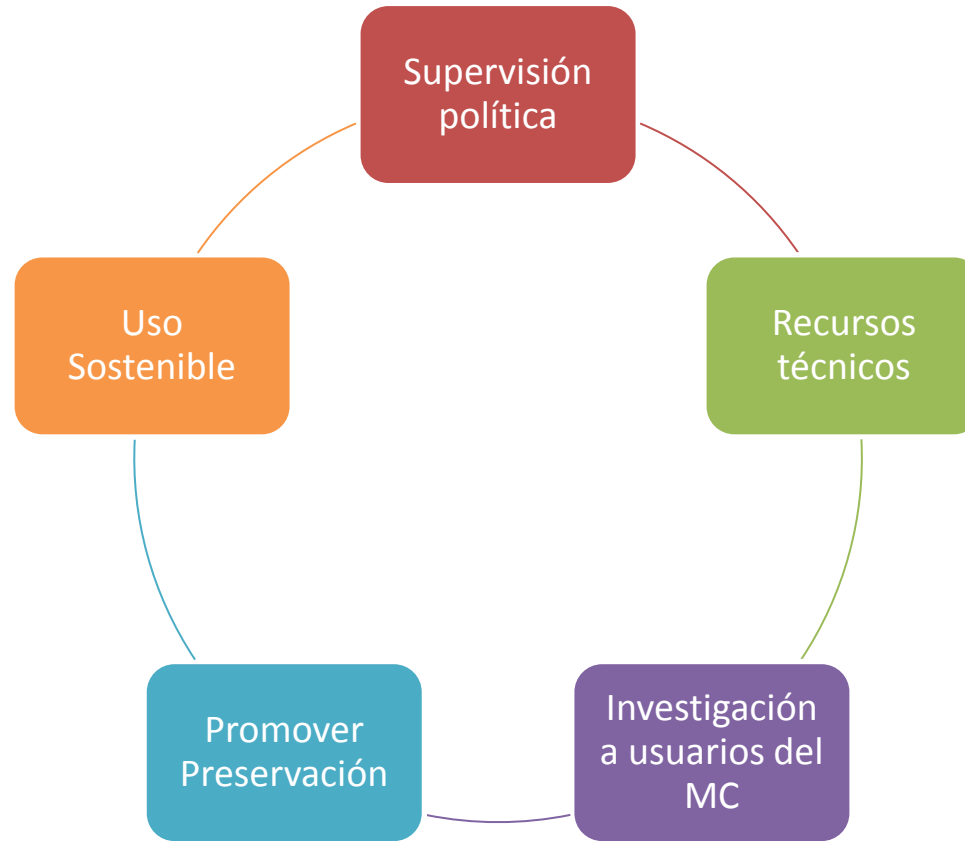 Supervisión
política
Recursos
técnicos
Investigación
a usuarios del
MC
Promover
Preservación
Uso
Sostenible